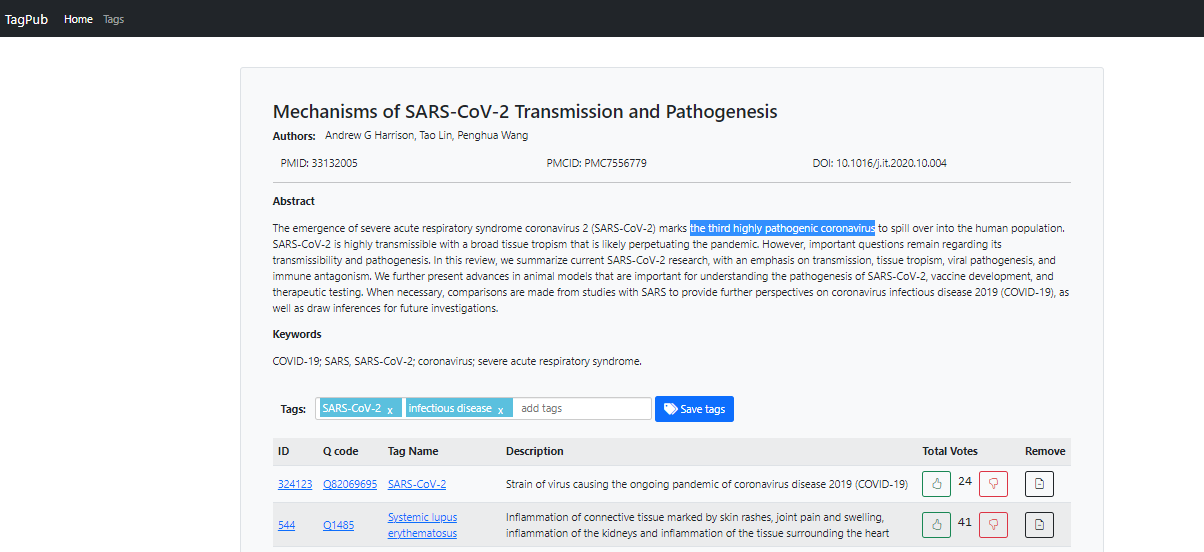 TagPub Home Tags
Mechanisms of SARS-CoV-2 Transmission and Pathogenesis
Authors: Andrew G Harrison, Tao Lin, Penghua Wang
PMID: 33132005 PMCID: PMC7556779 DOI: 10.1016/j.it.2020.10.004
Abstract
The emergence of severe acute respiratory syndrome coronavirus 2 (SARS-CoV-2) marks the third highly pathogenic coronavirus to spill over into the human population.
SARS-CoV-2 is highly transmissible with a broad tissue tropism that is likely perpetuating the pandemic. However, important questions remain regarding its
transmissibility and pathogenesis. In this review, we summarize current SARS-CoV-2 research, with an emphasis on transmission, tissue tropism, viral pathogenesis, and
immune antagonism. We further present advances in animal models that are important for understanding the pathogenesis of SARS-CoV-2, vaccine development, and
therapeutic testing. When necessary, comparisons are made from studies with SARS to provide further perspectives on coronavirus infectious disease 2019 (COVID-19), as
well as draw inferences for future investigations.
Keywords
COVID-19; SARS, SARS-CoV-2; coronavirus; severe acute respiratory syndrome.
Tags: SARS-CoV-2 x infectious disease x add tags Save tags
ID Q code Tag Name Description Total Votes Remove
324123 Q82069695 SARS-CoV-2 Strain of virus causing the ongoing pandemic of coronavirus disease 2019 (COVID-19) 24
544 Q1485 Systemic lupus erythematosus Inflammation of connective tissue marked by skin rashes, joint pain and swelling, 41
inflammation of the kidneys and inflammation of the tissue surrounding the heart